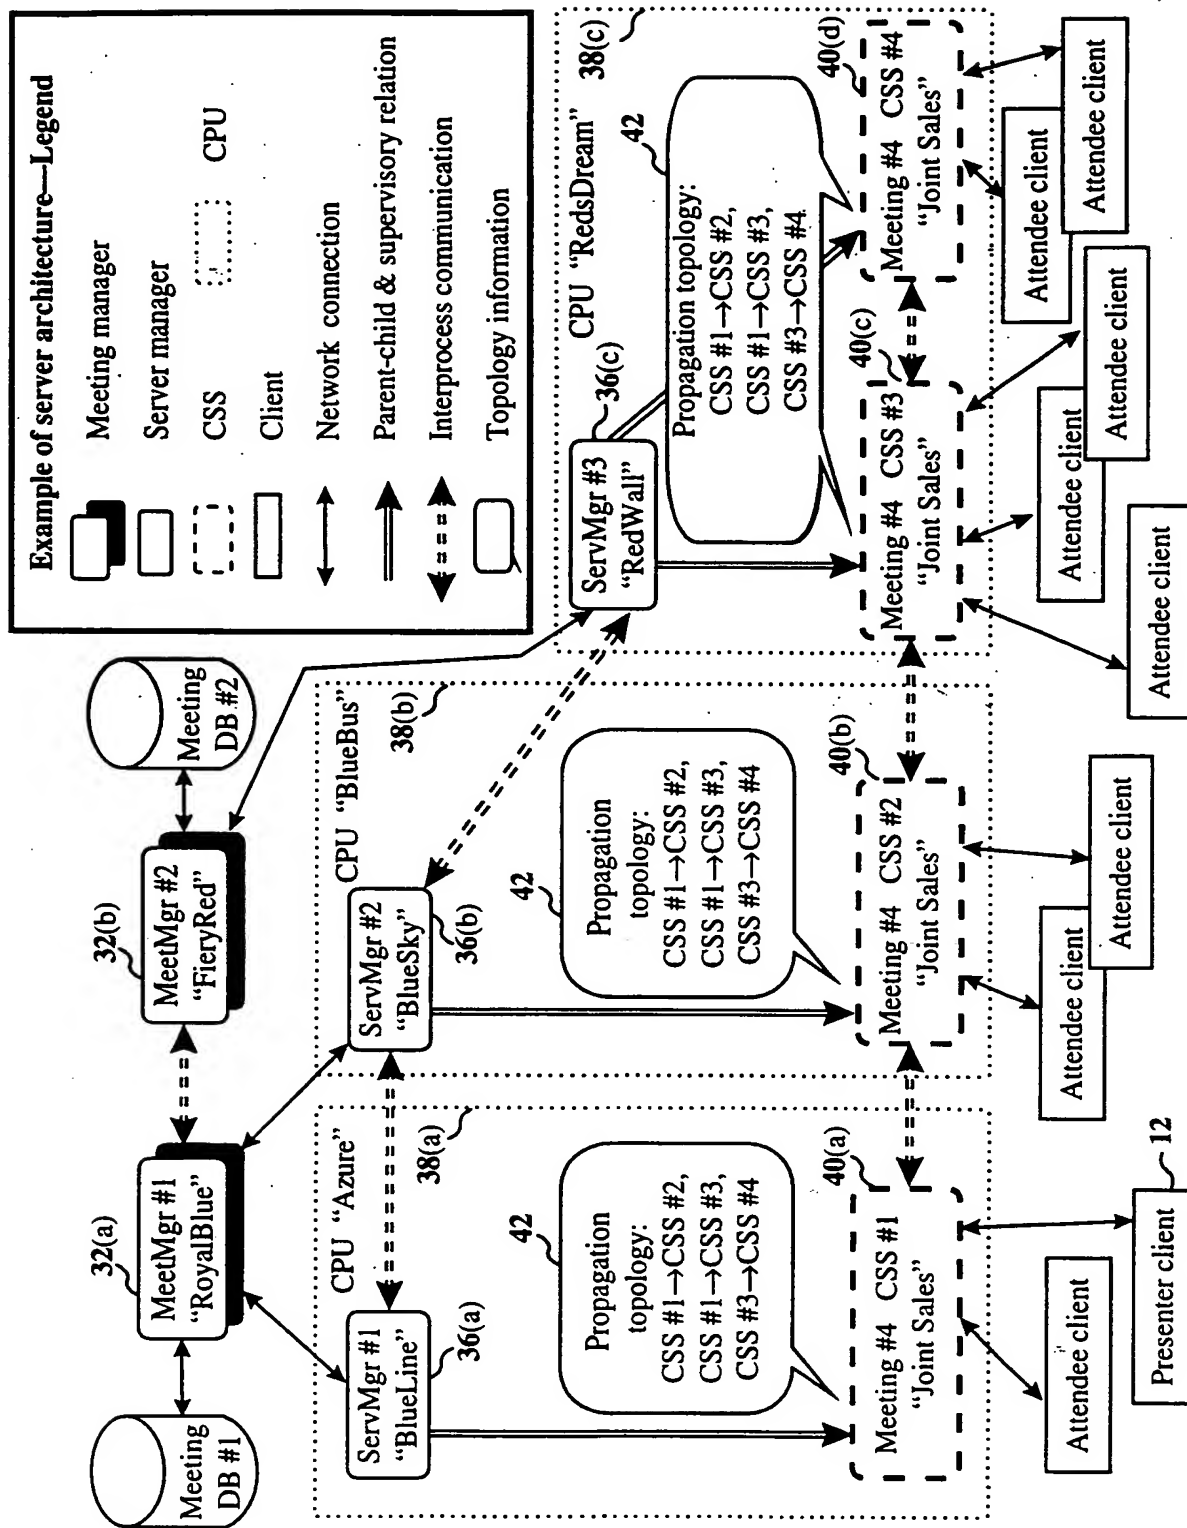 Example of server architecture—Legend
Meeting manager
Server manager
CSS
CPU
Client
Network connection
Parent-child & supervisory relation
Interprocess communication
Topology information
Meeting
DB #1
32(a)
MeetMgr #1
"RoyalBlue"
32(b)
MeetMgr #2
"FieryRed"
Meeting
DB #2
CPU "Azure"
ServMgr #1
"BlueLine"
36(a)
38(a)
42
Propagation
topology:
CSS #1→CSS #2,
CSS #1→CSS #3,
CSS #3→CSS #4
40(a)
Meeting #4 CSS #1
"Joint Sales"
Attendee client
Presenter client
12
CPU "BlueBus"
ServMgr #2
"BlueSky"
36(b)
38(b)
42
Propagation
topology:
CSS #1→CSS #2,
CSS #1→CSS #3,
CSS #3→CSS #4
40(b)
Meeting #4 CSS #2
"Joint Sales"
Attendee client
Attendee client
CPU "RedsDream"
38(c)
ServMgr #3
"RedWall"
36(c)
42
Propagation topology:
CSS #1→CSS #2,
CSS #1→CSS #3,
CSS #3→CSS #4
40(c)
Meeting #4 CSS #3
"Joint Sales"
40(d)
Meeting #4 CSS #4
"Joint Sales"
Attendee client
Attendee client
Attendee client
Attendee client
Attendee client